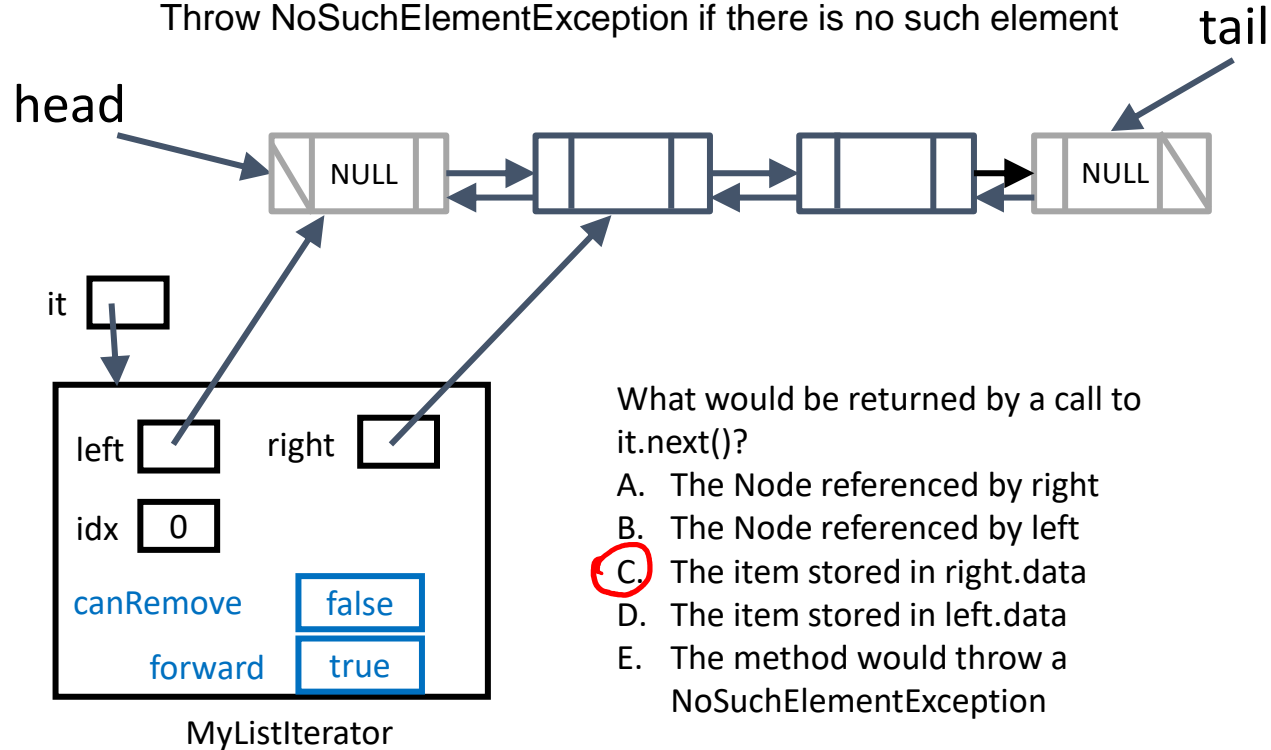 Throw NoSuchElementException if there is no such element
tail
head
NULL
NULL
it
left
right
idx 0
canRemove false
forward true
MyListIterator
What would be returned by a call to
it.next()?
A. The Node referenced by right
B. The Node referenced by left
C. The item stored in right.data
D. The item stored in left.data
E. The method would throw a
NoSuchElementException